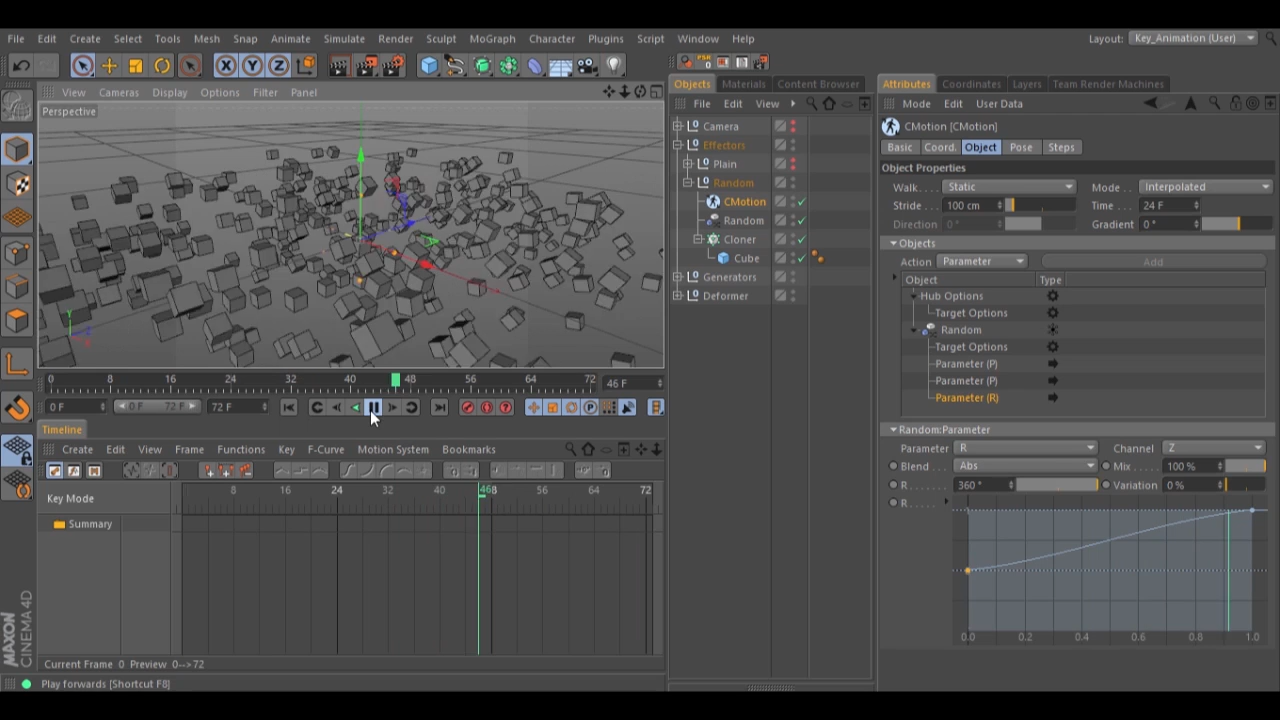 File Edit Create Select Tools Mesh Snap Animate Simulate Render Sculpt MoGraph Character Plugins Script Window Help Layout: Key_Animation (User)
X Y Z PSR 0
View Cameras Display Options Filter Panel
Perspective
Y Z X
0 8 16 24 32 40 48 56 64 72 46 F
0 F 0 F 72 F 72 F P
Timeline
Create Edit View Frame Functions Key F-Curve Motion System Bookmarks
Key Mode 8 16 24 32 40 468 56 64 72
Summary
Current Frame 0 Preview 0-->72
Play forwards [Shortcut F8]
MAXON
CINEMA 4D
Objects Materials Content Browser
File Edit View
Camera
Effectors
Plain
Random
CMotion
Random
Cloner
Cube
Generators
Deformer
Attributes Coordinates Layers Team Render Machines
Mode Edit User Data
CMotion [CMotion]
Basic Coord. Object Pose Steps
Object Properties
Walk.... Static Mode.. Interpolated
Stride.. 100 cm Time... 24 F
Direction 0° Gradient 0°
Objects
Action Parameter Add
Object Type
Hub Options
Target Options
Random
Target Options
Parameter (P)
Parameter (P)
Parameter (R)
Random:Parameter
Parameter R Channel Z
Blend... Abs Mix... 100 %
R....... 360 ° Variation 0 %
R....
0.0 0.2 0.4 0.6 0.8 1.0